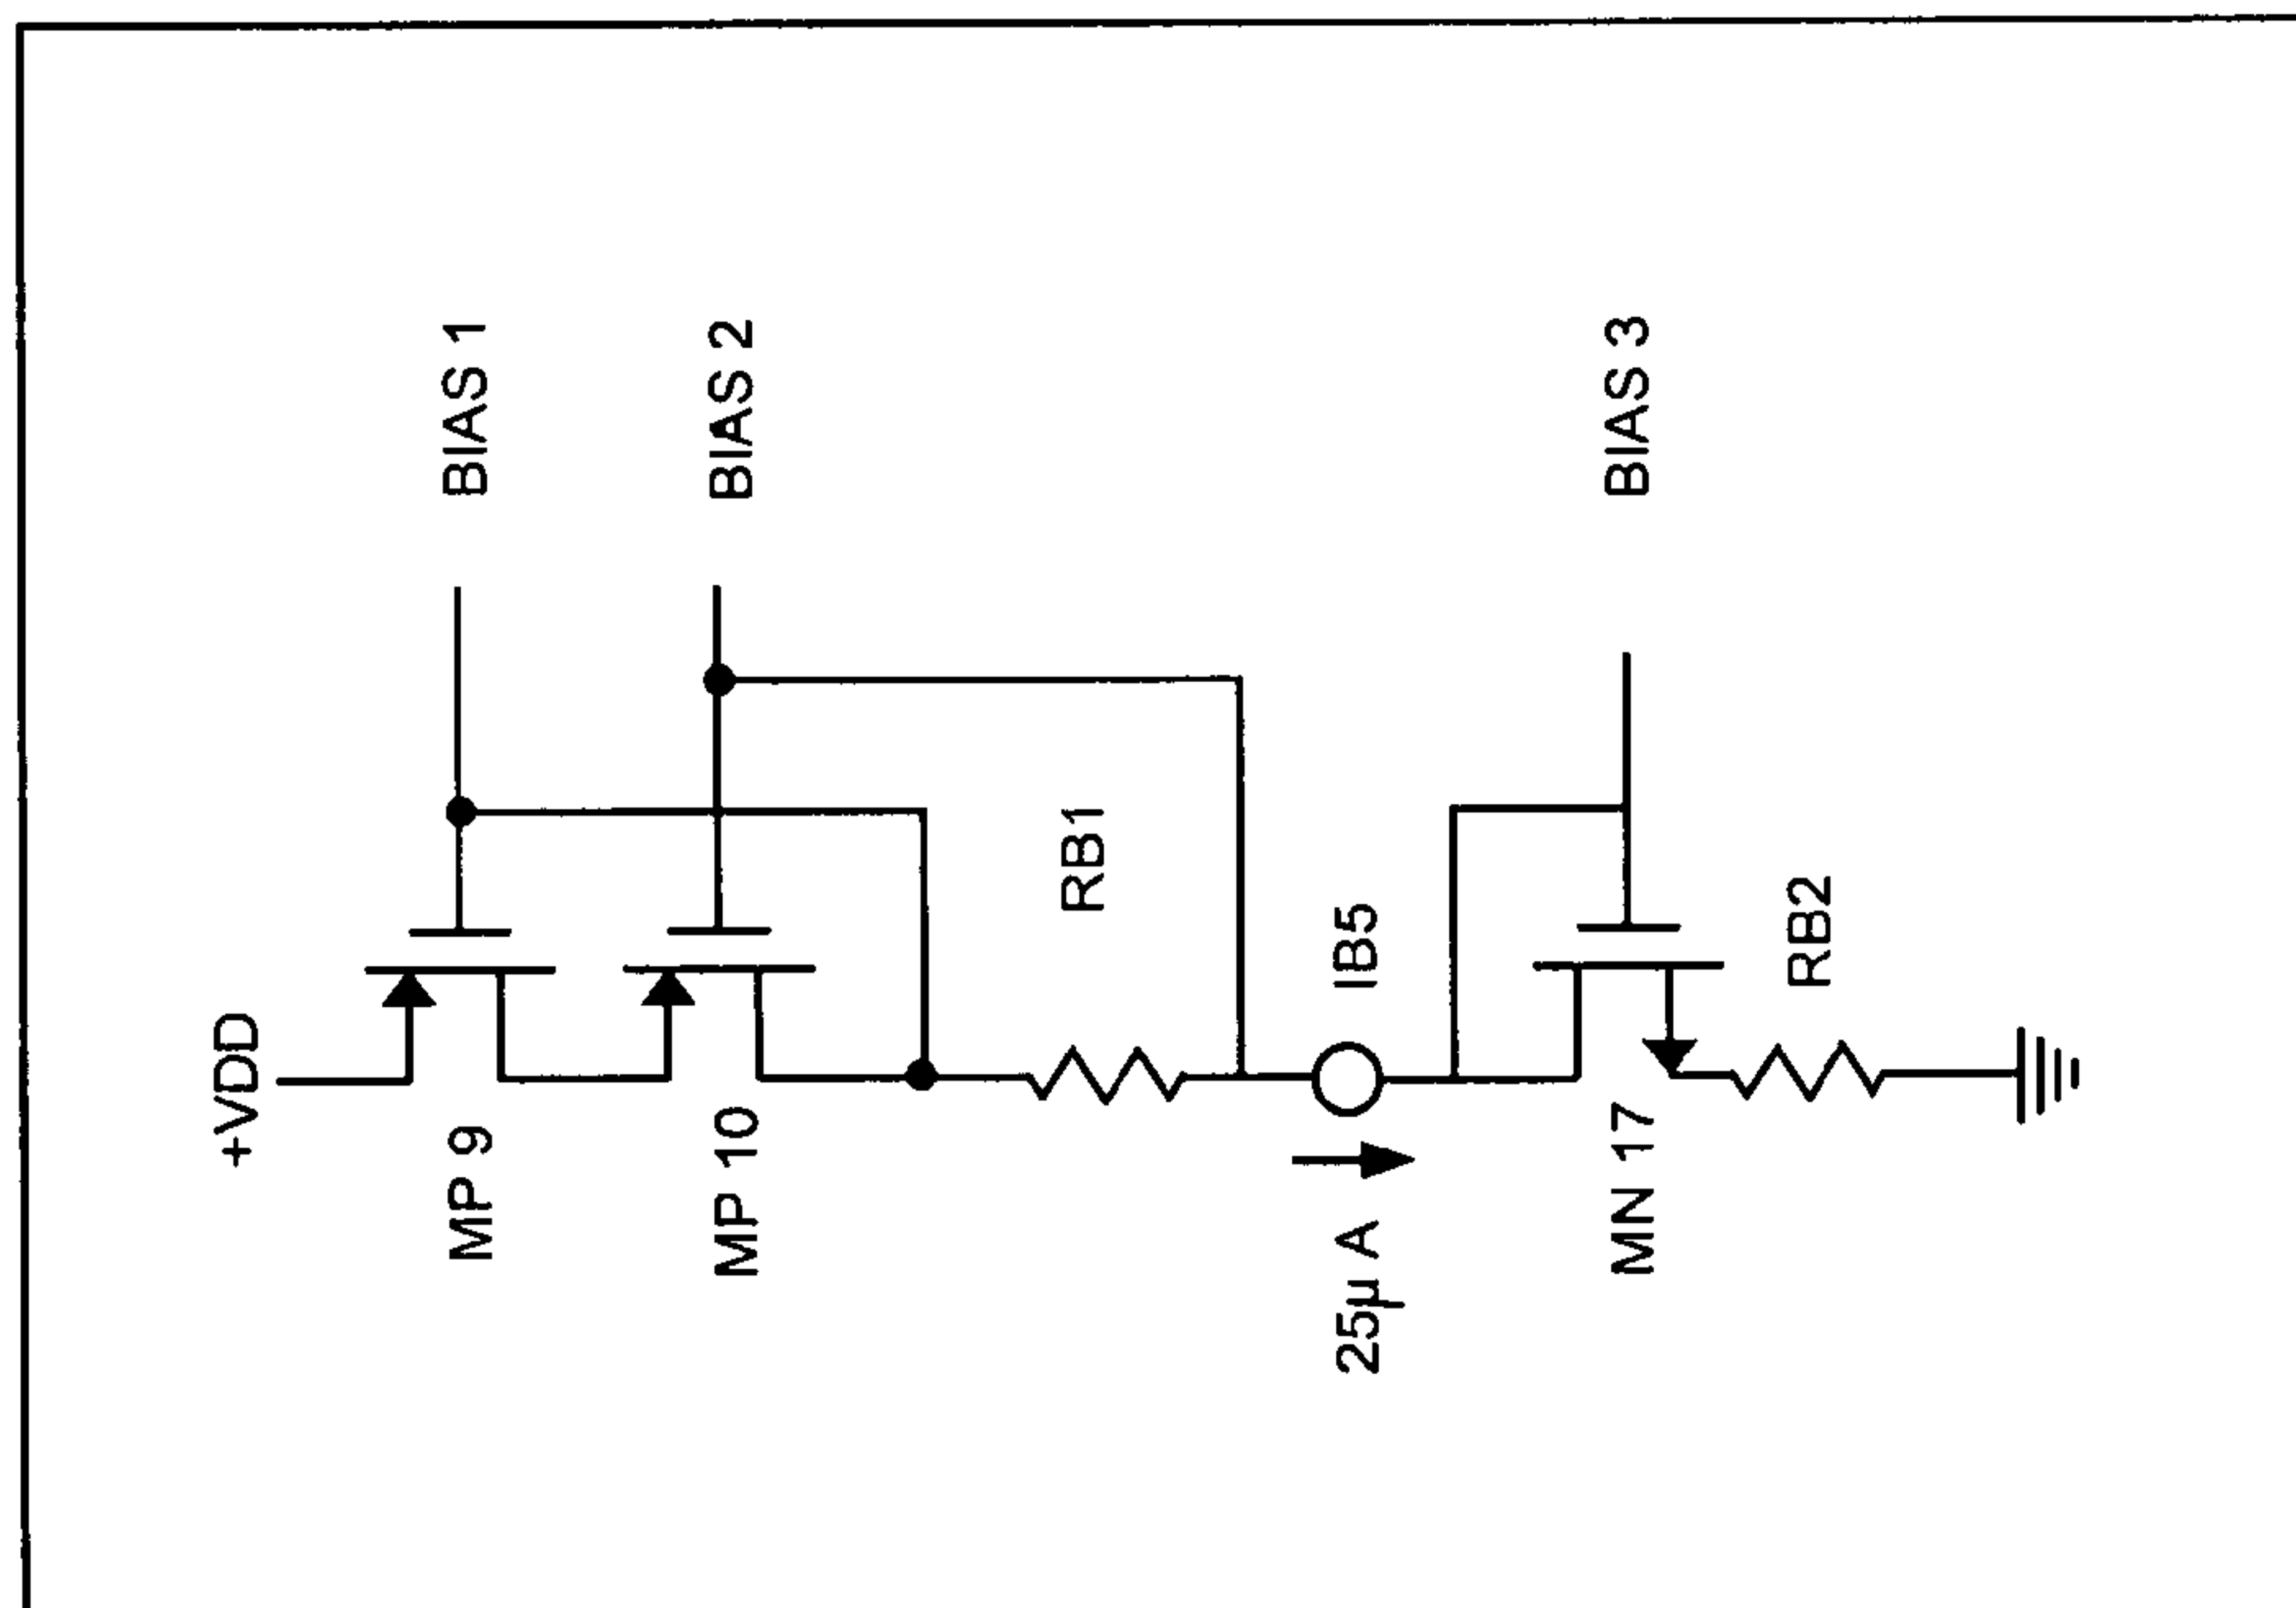 +VDD
MP 9
BIAS 1
MP 10
BIAS 2
RB1
25µ A
IB5
MN 17
BIAS 3
RB2